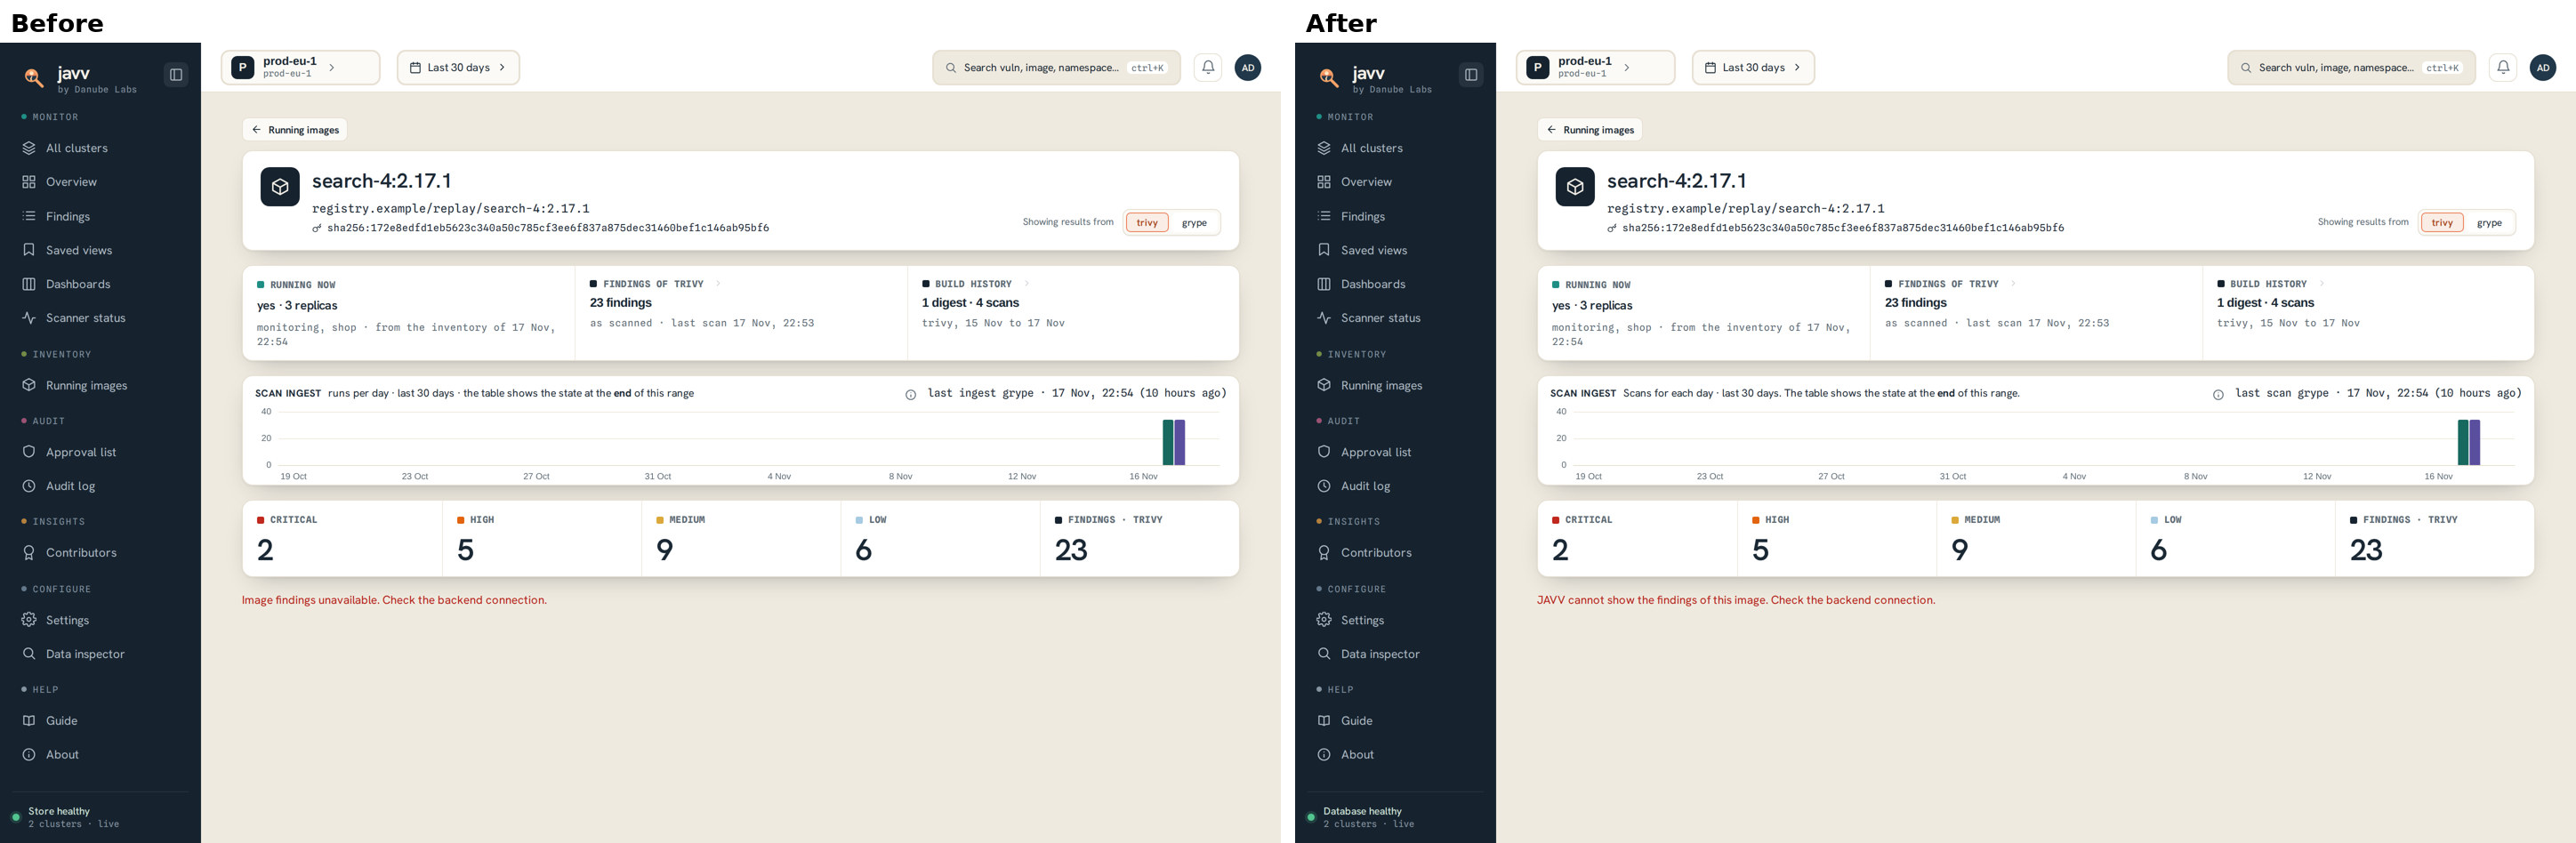 Before
javv
by Danube Labs
MONITOR
All clusters
Overview
Findings
Saved views
Dashboards
Scanner status
INVENTORY
Running images
AUDIT
Approval list
Audit log
INSIGHTS
Contributors
CONFIGURE
Settings
Data inspector
HELP
Guide
About
Store healthy
2 clusters · live
P prod-eu-1
prod-eu-1
Last 30 days
Search vuln, image, namespace... ctrl+K
AD
Running images
search-4:2.17.1
registry.example/replay/search-4:2.17.1
sha256:172e8edfd1eb5623c340a50c785cf3ee6f837a875dec31460bef1c146ab95bf6
Showing results from trivy grype
RUNNING NOW
yes · 3 replicas
monitoring, shop · from the inventory of 17 Nov,
22:54
FINDINGS OF TRIVY
23 findings
as scanned · last scan 17 Nov, 22:53
BUILD HISTORY
1 digest · 4 scans
trivy, 15 Nov to 17 Nov
SCAN INGEST runs per day · last 30 days · the table shows the state at the end of this range
last ingest grype · 17 Nov, 22:54 (10 hours ago)
40
20
0
19 Oct 23 Oct 27 Oct 31 Oct 4 Nov 8 Nov 12 Nov 16 Nov
CRITICAL
2
HIGH
5
MEDIUM
9
LOW
6
FINDINGS · TRIVY
23
Image findings unavailable. Check the backend connection.
After
javv
by Danube Labs
MONITOR
All clusters
Overview
Findings
Saved views
Dashboards
Scanner status
INVENTORY
Running images
AUDIT
Approval list
Audit log
INSIGHTS
Contributors
CONFIGURE
Settings
Data inspector
HELP
Guide
About
Database healthy
2 clusters · live
P prod-eu-1
prod-eu-1
Last 30 days
Search vuln, image, namespace... ctrl+K
AD
Running images
search-4:2.17.1
registry.example/replay/search-4:2.17.1
sha256:172e8edfd1eb5623c340a50c785cf3ee6f837a875dec31460bef1c146ab95bf6
Showing results from trivy grype
RUNNING NOW
yes · 3 replicas
monitoring, shop · from the inventory of 17 Nov,
22:54
FINDINGS OF TRIVY
23 findings
as scanned · last scan 17 Nov, 22:53
BUILD HISTORY
1 digest · 4 scans
trivy, 15 Nov to 17 Nov
SCAN INGEST Scans for each day · last 30 days. The table shows the state at the end of this range.
last scan grype · 17 Nov, 22:54 (10 hours ago)
40
20
0
19 Oct 23 Oct 27 Oct 31 Oct 4 Nov 8 Nov 12 Nov 16 Nov
CRITICAL
2
HIGH
5
MEDIUM
9
LOW
6
FINDINGS · TRIVY
23
JAVV cannot show the findings of this image. Check the backend connection.